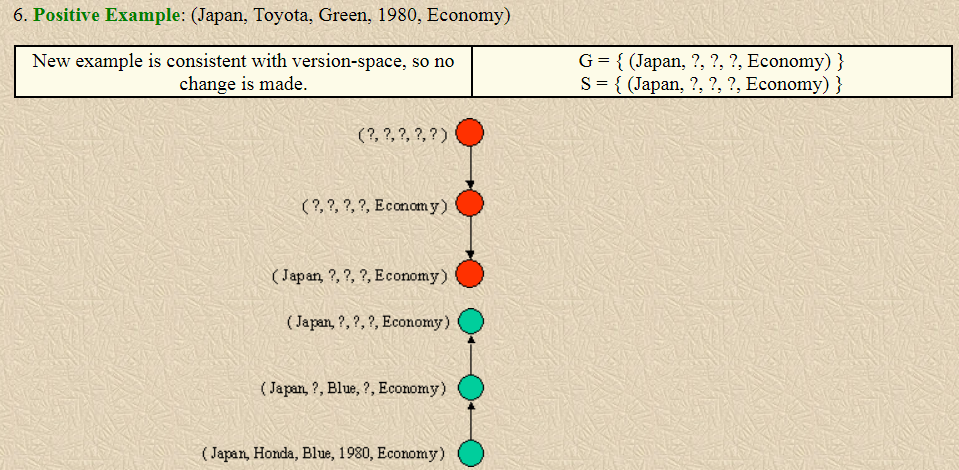 6. Positive Example: (Japan, Toyota, Green, 1980, Economy)
New example is consistent with version-space, so no
change is made.
G = { (Japan, ?, ?, ?, Economy) }
S = { (Japan, ?, ?, ?, Economy) }
(?, ?, ?, ?, ?)
(?, ?, ?, ?, Economy)
(Japan, ?, ?, ?, Economy)
(Japan, ?, ?, ?, Economy)
(Japan, ?, Blue, ?, Economy)
(Japan, Honda, Blue, 1980, Economy)